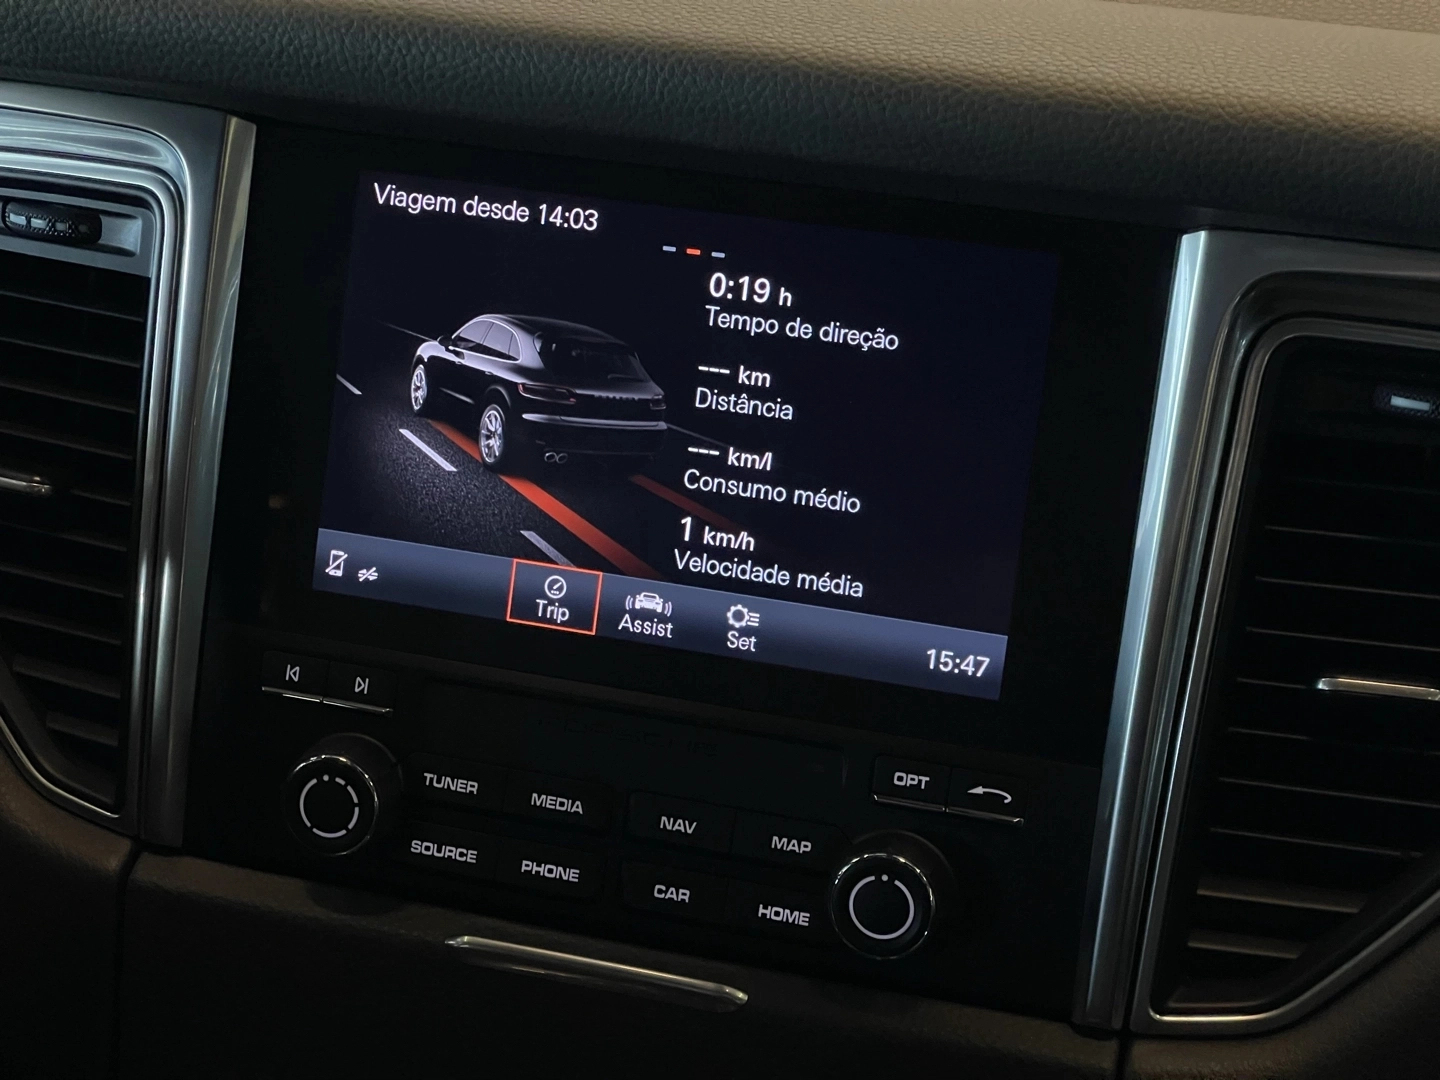 Viagem desde 14:03
0:19 h
Tempo de direção
--- km
Distância
--- km/l
Consumo médio
1 km/h
Velocidade média
Trip
Assist
Set
15:47
TUNER
MEDIA
NAV
MAP
OPT
SOURCE
PHONE
CAR
HOME